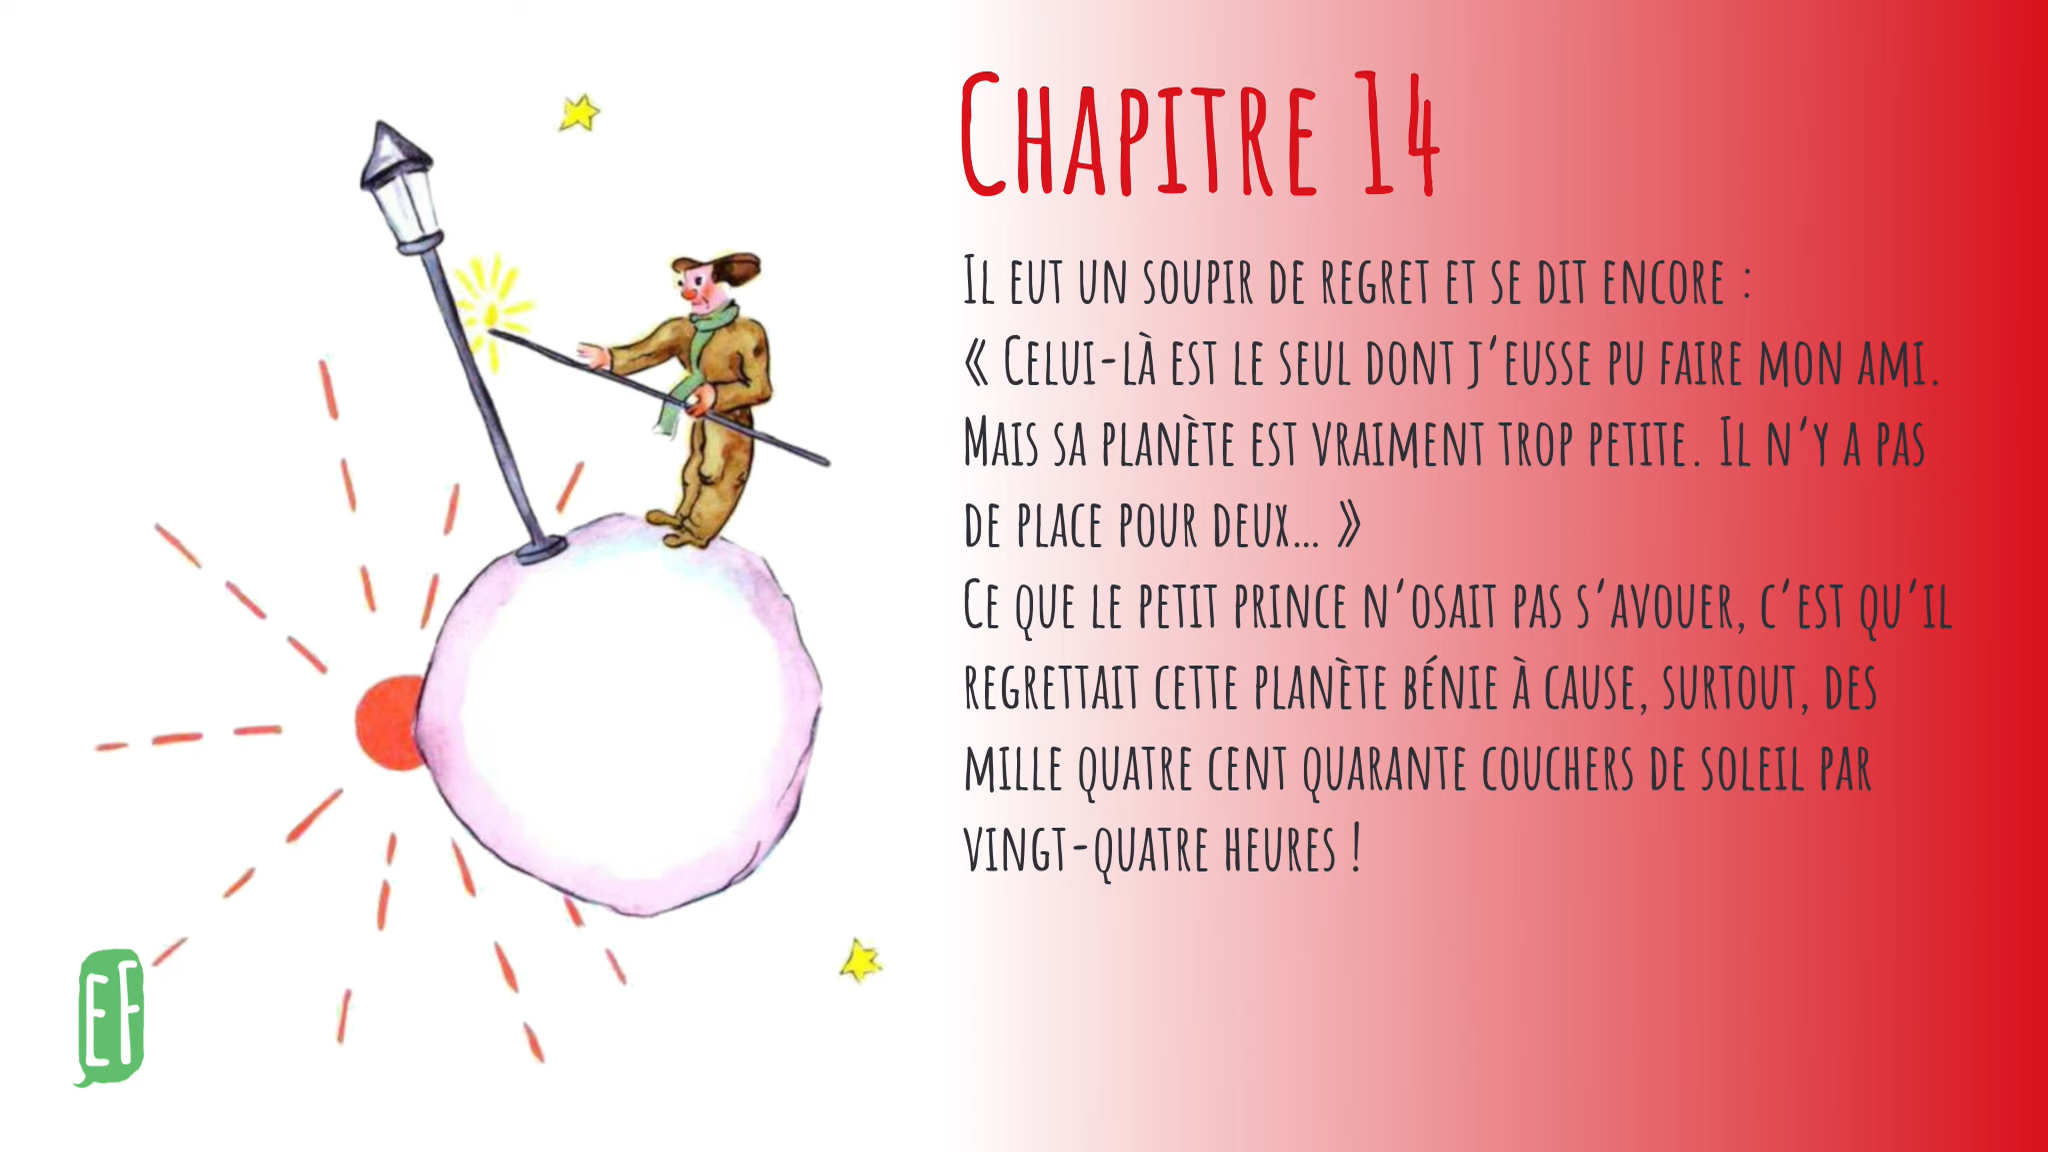 Chapitre 14
Il eut un soupir de regret et se dit encore :
« Celui-là est le seul dont j’eusse pu faire mon ami.
Mais sa planète est vraiment trop petite. Il n’y a pas
de place pour deux… »
Ce que le petit prince n’osait pas s’avouer, c’est qu’il
regrettait cette planète bénie à cause, surtout, des
mille quatre cent quarante couchers de soleil par
vingt-quatre heures !
EF